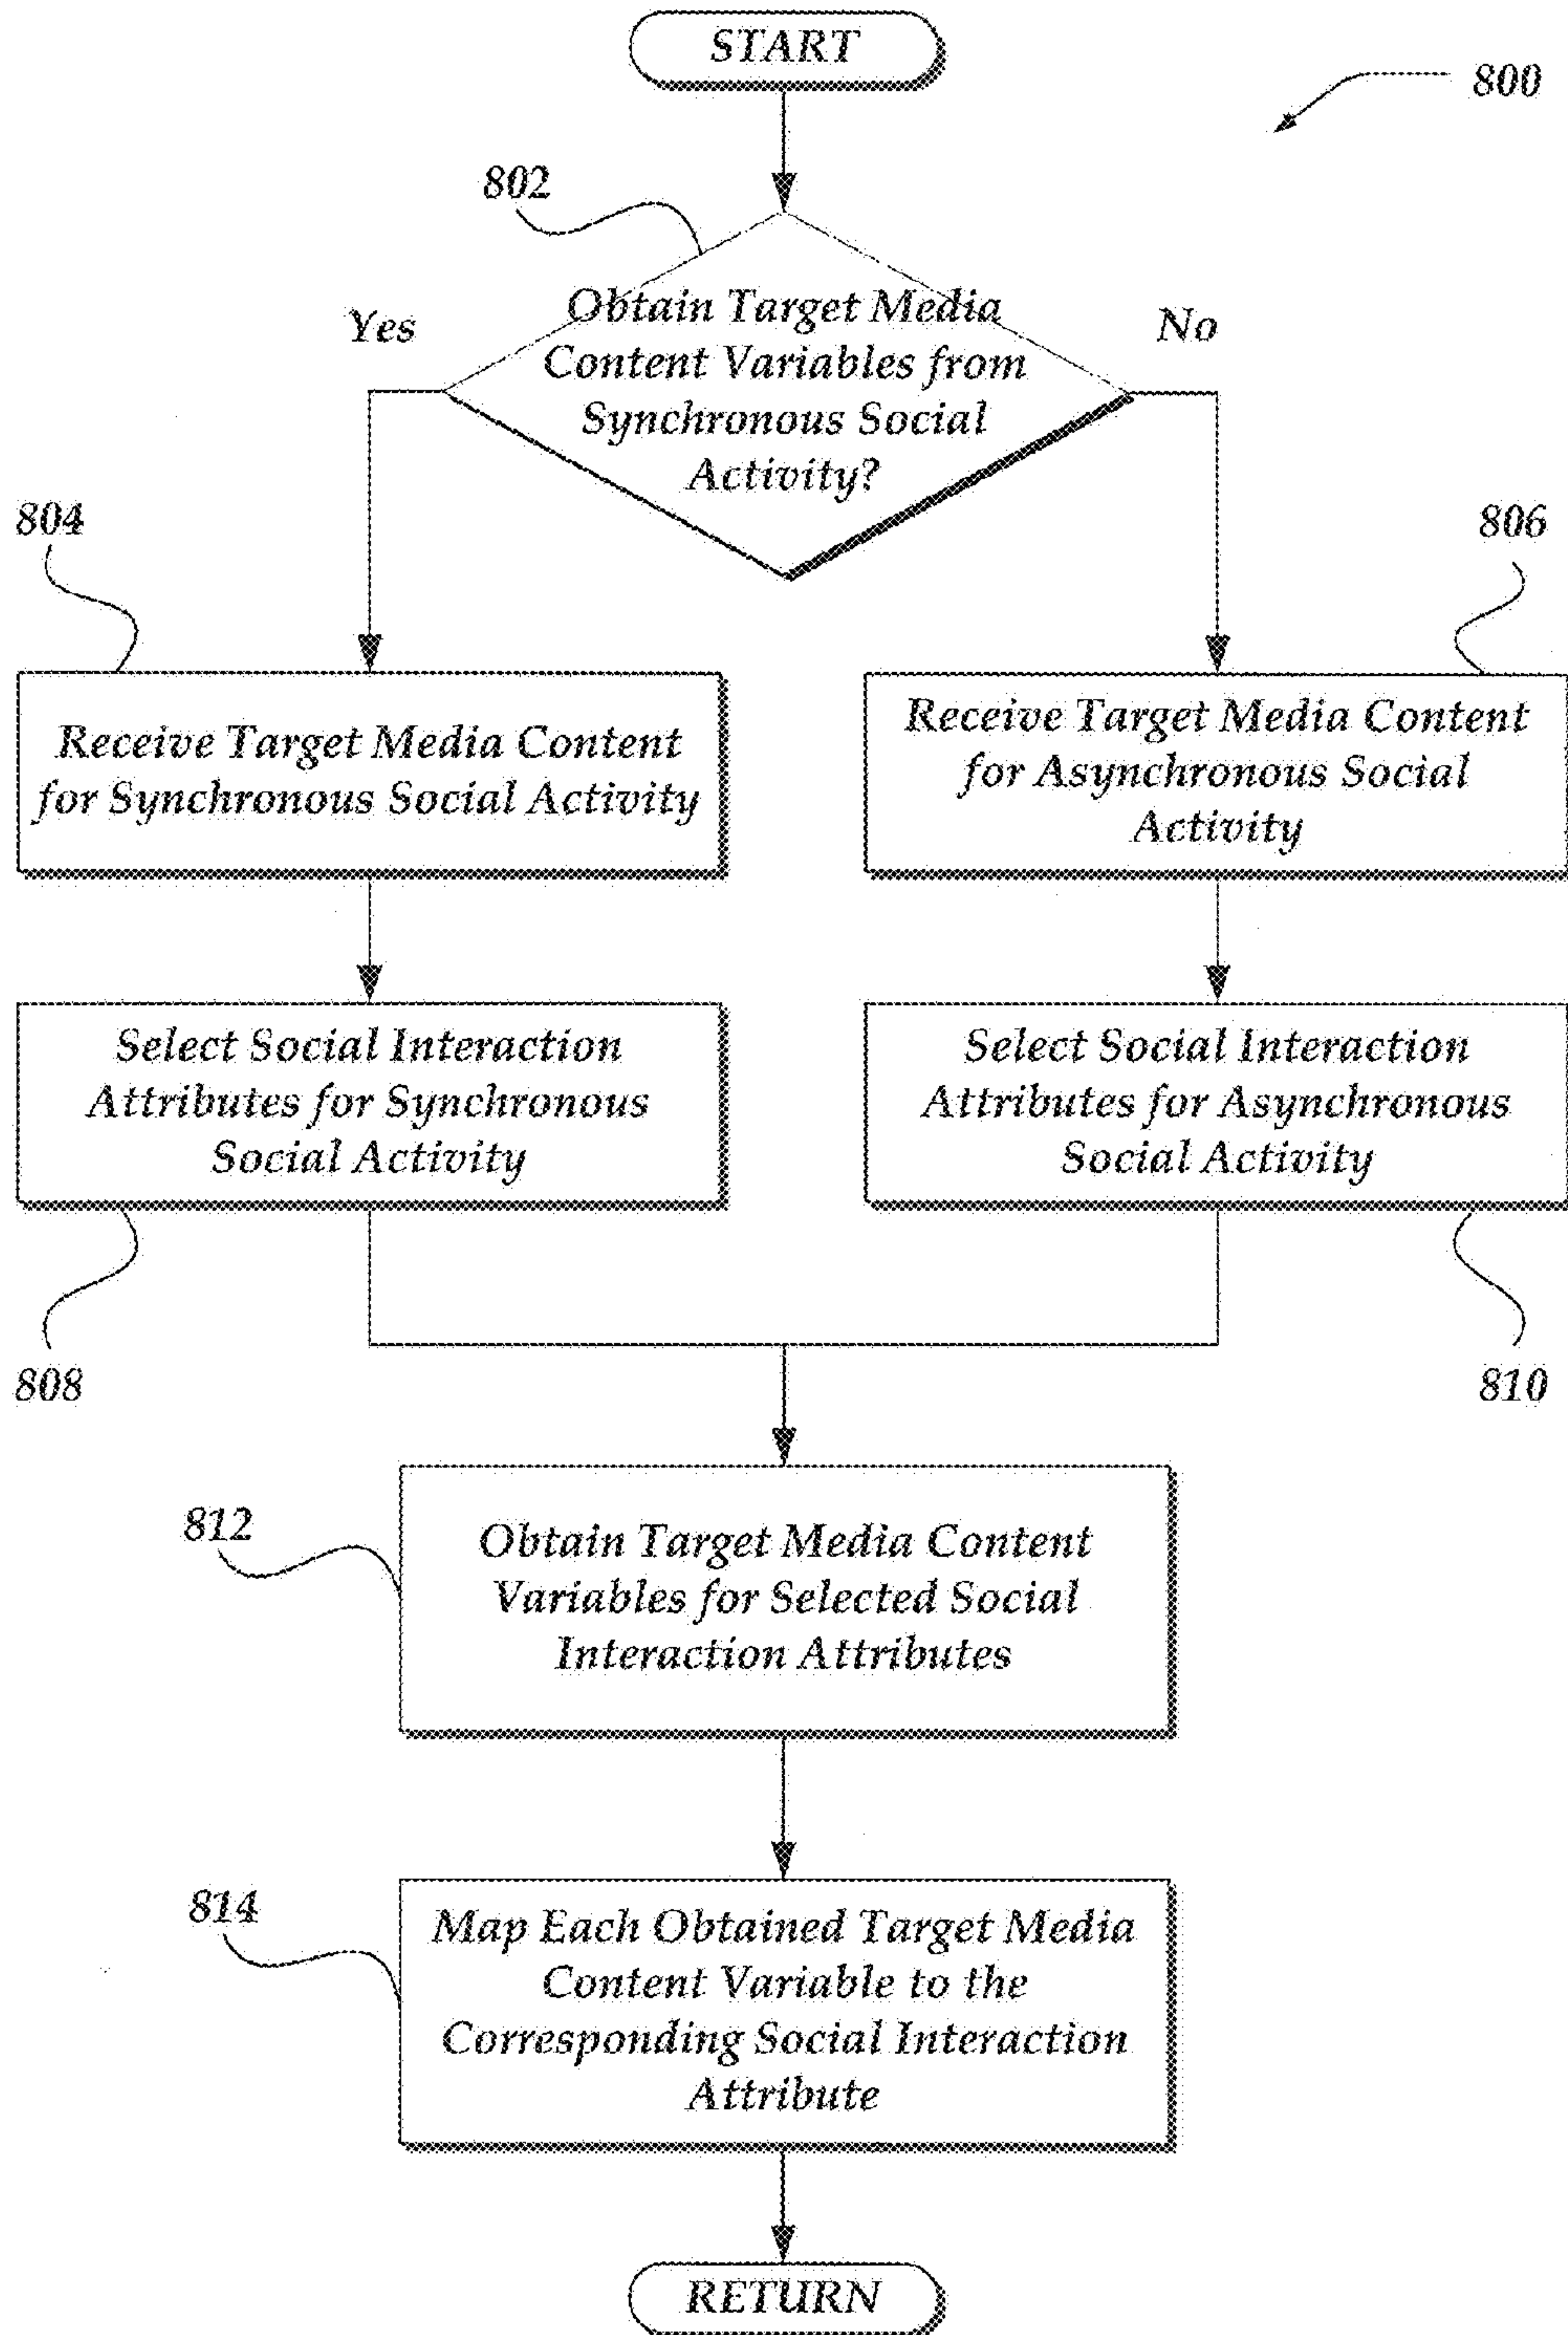 START
800
802
Yes
Obtain Target Media
Content Variables from
Synchronous Social
Activity?
No
804
806
Receive Target Media Content
for Synchronous Social Activity
Receive Target Media Content
for Asynchronous Social
Activity
Select Social Interaction
Attributes for Synchronous
Social Activity
Select Social Interaction
Attributes for Asynchronous
Social Activity
808
810
812
Obtain Target Media Content
Variables for Selected Social
Interaction Attributes
814
Map Each Obtained Target Media
Content Variable to the
Corresponding Social Interaction
Attribute
RETURN